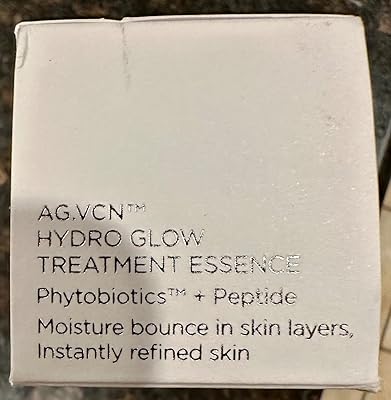 AG.VCN™
HYDRO GLOW
TREATMENT ESSENCE
Phytobiotics™ + Peptide
Moisture bounce in skin layers,
Instantly refined skin